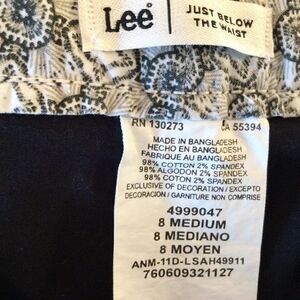 Lee
JUST BELOW
THE WAIST
RN 130273
CA 55394
MADE IN BANGLADESH
HECHO EN BANGLADESH
FABRIQUE AU BANGLADESH
98% COTTON 2% SPANDEX
98% ALGODON 2% SPANDEX
98% COTON 2% SPANDEX
EXCLUSIVE OF DECORATION / EXCEPTO
DECORACION / GARNITURE NON COMPRISE
4999047
8 MEDIUM
8 MEDIANO
8 MOYEN
ANM-11D-LSAH49911
760609321127